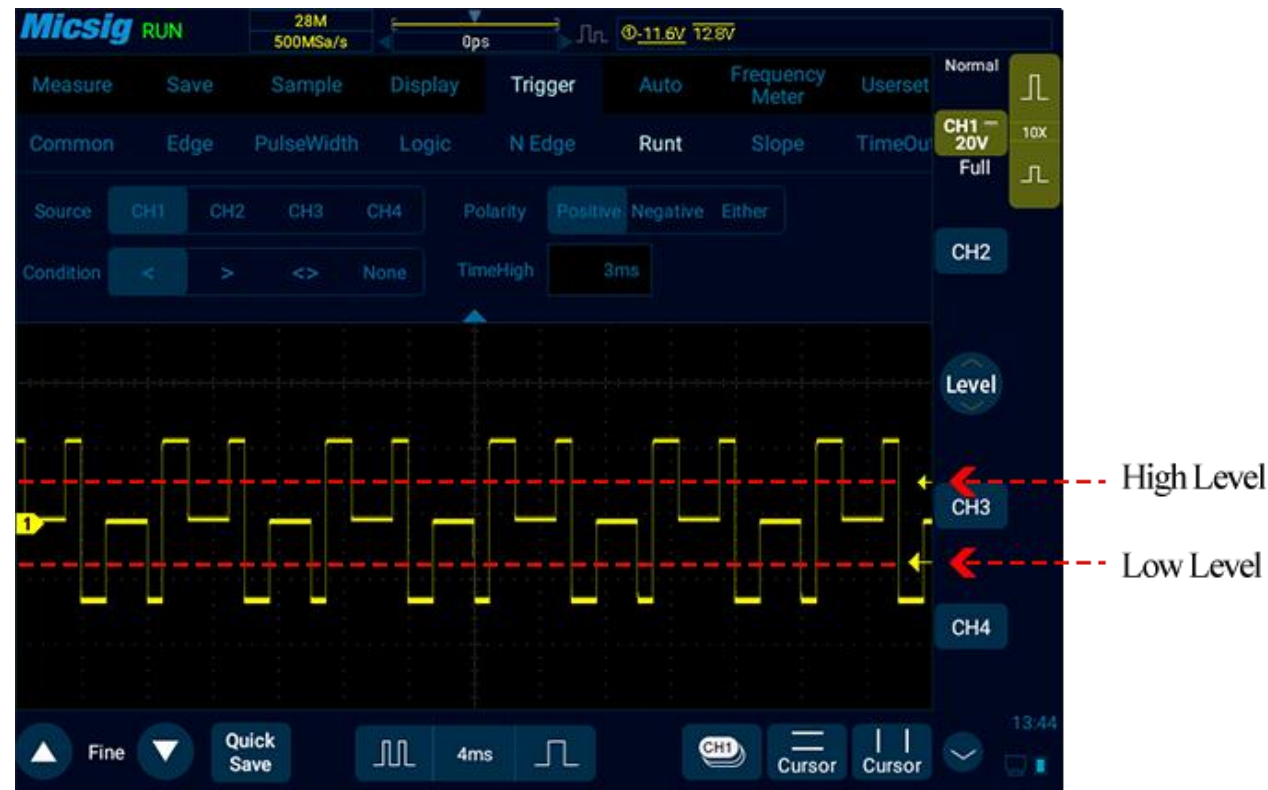 Micsig RUN 28M 500MSa/s 0ps ①-11.6V 12.8V
Measure Save Sample Display Trigger Auto Frequency Meter Userset Normal
Common Edge PulseWidth Logic N Edge Runt Slope TimeOu CH1 20V 10X
Full
Source CH1 CH2 CH3 CH4 Polarity Positive Negative Either
CH2
Condition < > <> None TimeHigh 3ms
Level
High Level
CH3
1
Low Level
CH4
13:44
Fine Quick Save 4ms CH1 Cursor Cursor